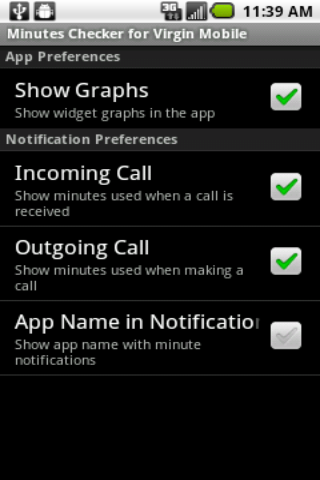 3G
11:39 AM
Minutes Checker for Virgin Mobile
App Preferences
Show Graphs
Show widget graphs in the app
Notification Preferences
Incoming Call
Show minutes used when a call is
received
Outgoing Call
Show minutes used when making a
call
App Name in Notificatio
Show app name with minute
notifications